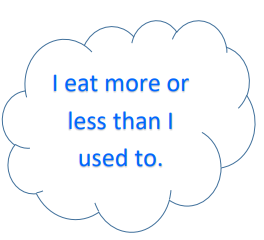 I eat more or
less than I
used to.